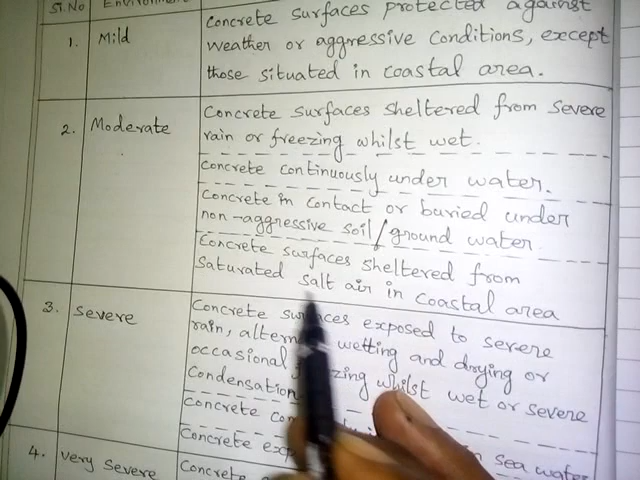 Sl.No
1. Mild
Concrete surfaces protected against
weather or aggressive conditions, except
those situated in coastal area.
2. Moderate
Concrete surfaces sheltered from severe
rain or freezing whilst wet.
Concrete continuously under water.
Concrete in contact or buried under
non-aggressive soil/ground water.
Concrete surfaces sheltered from
saturated salt air in coastal area
3. Severe
Concrete exposed to severe
rain, wetting and drying or
occasional whilst wet or severe
Condensation
Concrete
Concrete sea water
4. Very severe
Concrete